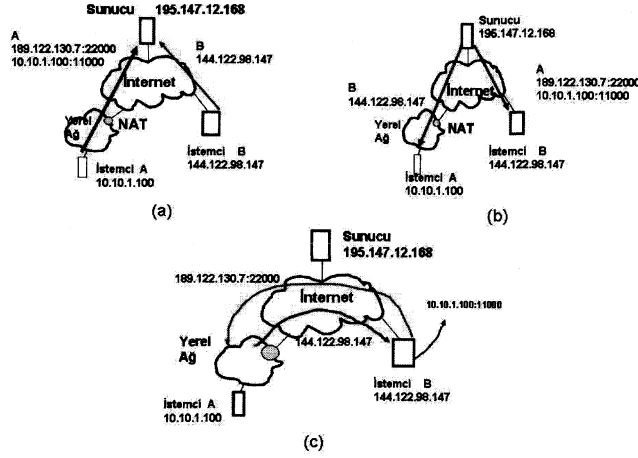 Sunucu 195.147.12.168
A
189.122.130.7:22000
10.10.1.100:11000
B
144.122.98.147
İnternet
Yerel
Ağ
NAT
İstemci A
10.10.1.100
İstemci B
144.122.98.147
(a)
Sunucu
196.147.12.168
A
189.122.130.7:22000
10.10.1.100:11000
B
144.122.98.147
İnternet
Yerel
Ağ
NAT
İstemci A
10.10.1.100
İstemci B
144.122.98.147
(b)
Sunucu
195.147.12.168
189.122.130.7:22000
İnternet
10.10.1.100:11000
Yerel
Ağ
144.122.98.147
İstemci A
10.10.1.100
İstemci B
144.122.98.147
(c)